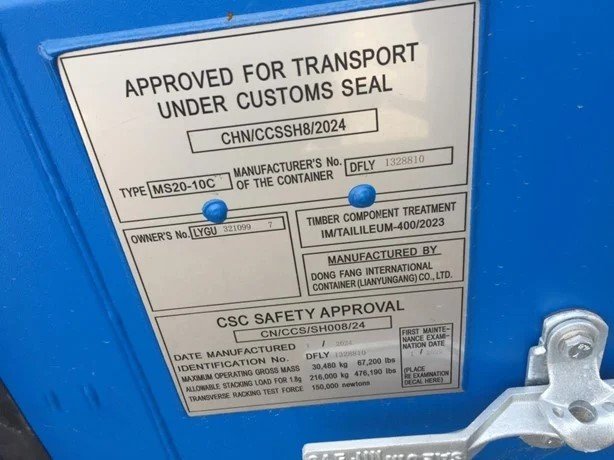 APPROVED FOR TRANSPORT
UNDER CUSTOMS SEAL
CHN/CCSSH8/2024
TYPE MS20-10C MANUFACTURER'S No. OF THE CONTAINER DFLY 1328810
OWNER'S No. LYGU 321099 7
TIMBER COMPONENT TREATMENT
IM/TAILILEUM-400/2023
MANUFACTURED BY
DONG FANG INTERNATIONAL
CONTAINER (LIANYUNGANG) CO., LTD.
CSC SAFETY APPROVAL
CN/CCS/SH008/24
DATE MANUFACTURED 1 / 2024
IDENTIFICATION No. DFLY 1328810
MAXIMUM OPERATING GROSS MASS 30,480 kg 67,200 lbs
ALLOWABLE STACKING LOAD FOR 1.8g 216,000 kg 476,190 lbs
TRANSVERSE RACKING TEST FORCE 150,000 newtons
FIRST MAINTE-
NANCE EXAMI-
NATION DATE
(PLACE
RE-EXAMINATION
DECAL HERE)